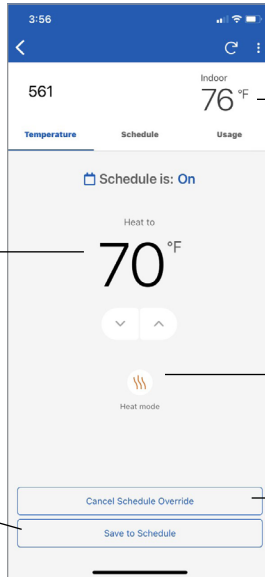 3:56
Indoor
561
76 °F
Temperature Schedule Usage
Schedule is: On
Heat to
70 °F
Heat mode
Cancel Schedule Override
Save to Schedule